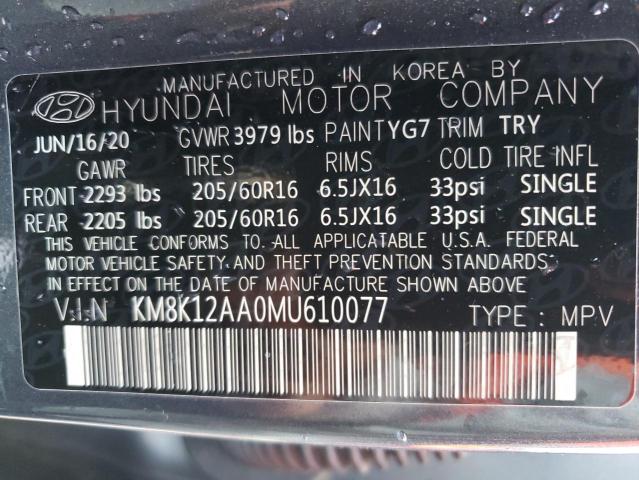 MANUFACTURED IN KOREA BY
HYUNDAI MOTOR COMPANY
JUN/16/20 GVWR 3979 lbs PAINT YG7 TRIM TRY
GAWR TIRES RIMS COLD TIRE INFL
FRONT 2293 lbs 205/60R16 6.5JX16 33psi SINGLE
REAR 2205 lbs 205/60R16 6.5JX16 33psi SINGLE
THIS VEHICLE CONFORMS TO ALL APPLICABLE U.S.A. FEDERAL
MOTOR VEHICLE SAFETY AND THEFT PREVENTION STANDARDS
IN EFFECT ON THE DATE OF MANUFACTURE SHOWN ABOVE.
V.I.N KM8K12AA0MU610077 TYPE : MPV